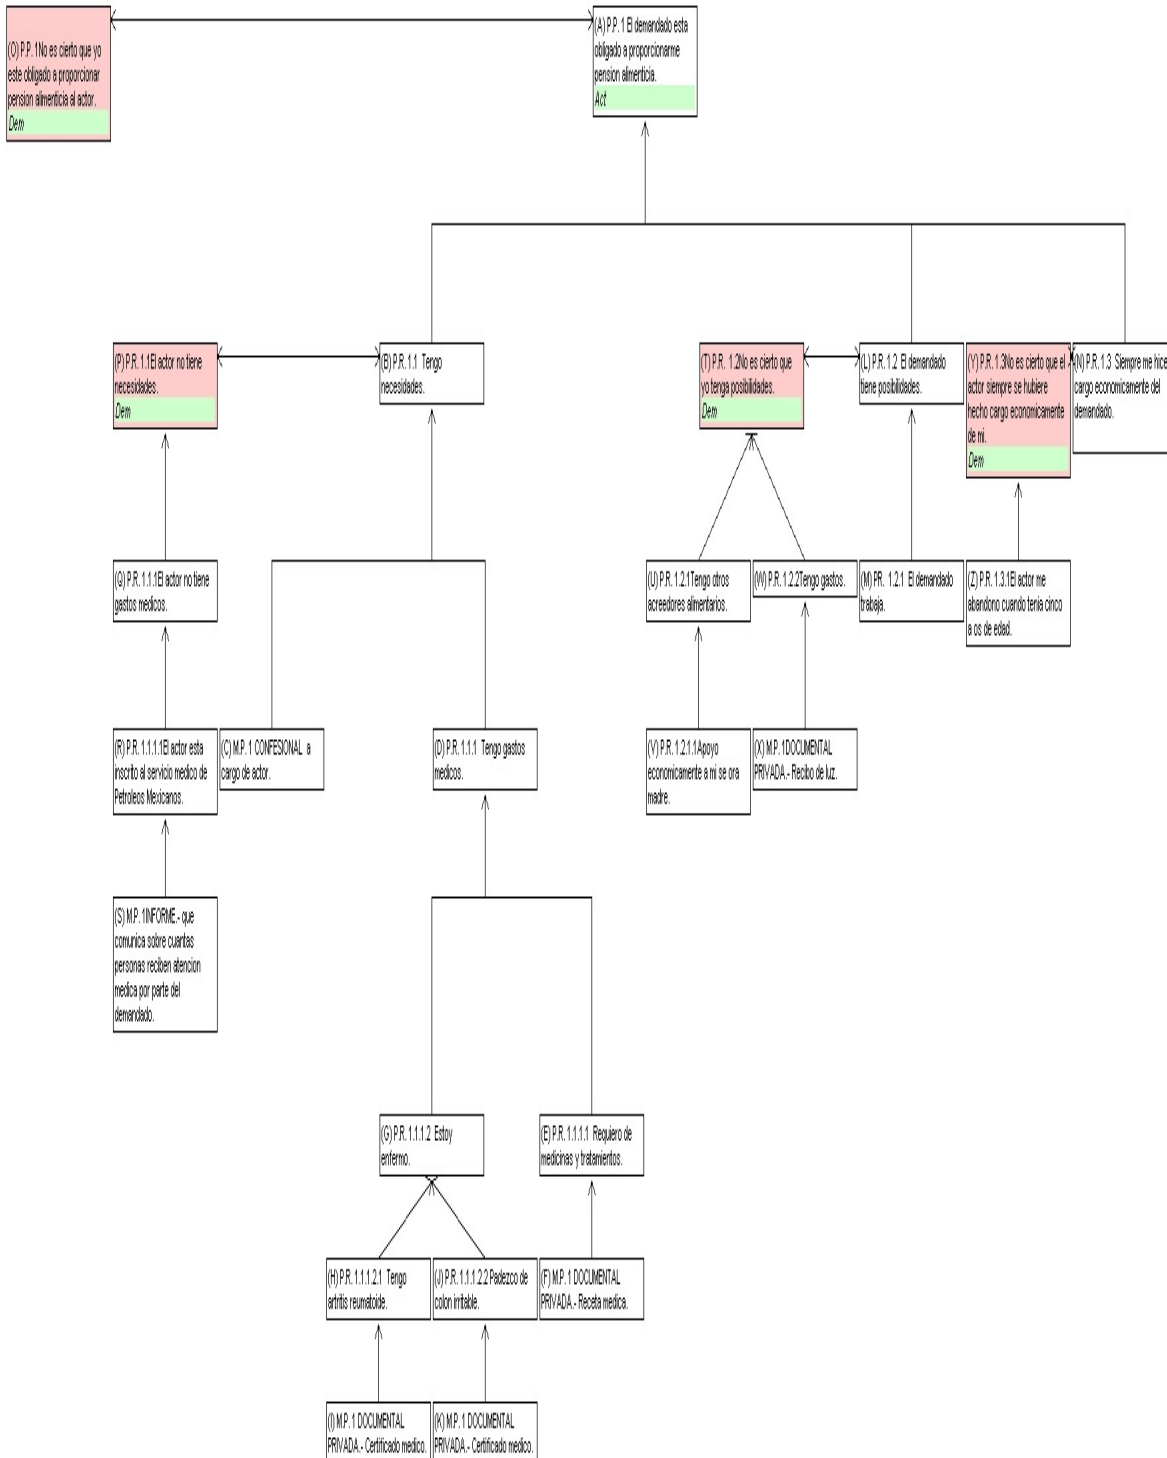 (O) P.P. 1No es cierto que yo
este obligado a proporcionar
pension alimenticia al actor.
Dem
(A) P.P. 1 El demandado esta
obligado a proporcionarme
pension alimenticia.
Act
(P) P.R. 1.1El actor no tiene
necesidades.
Dem
(B) P.R. 1.1 Tengo
necesidades.
(T) P.R. 1.2No es cierto que
yo tenga posibilidades.
Dem
(L) P.R. 1.2 El demandado
tiene posibilidades.
(Y) P.R. 1.3No es cierto que el
actor siempre se hubiere
hecho cargo economicamente
de mi.
Dem
(N) P.R. 1.3 Siempre me hice
cargo economicamente del
demandado.
(Q) P.R. 1.1.1El actor no tiene
gastos medicos.
(U) P.R. 1.2.1Tengo otros
acreedores alimentarios.
(W) P.R. 1.2.2Tengo gastos.
(M) PR. 1.2.1 El demandado
trabaja.
(Z) P.R. 1.3.1El actor me
abandono cuando tenia cinco
a os de edad.
(R) P.R. 1.1.1.1El actor esta
inscrito al servicio medico de
Petroleos Mexicanos.
(C) M.P. 1 CONFESIONAL a
cargo de actor.
(D) P.R. 1.1.1 Tengo gastos
medicos.
(V) P.R. 1.2.1.1Apoyo
economicamente a mi se ora
madre.
(X) M.P. 1DOCUMENTAL
PRIVADA.- Recibo de luz.
(S) M.P. 1INFORME.- que
comunica sobre cuantas
personas reciben atencion
medica por parte del
demandado.
(G) P.R. 1.1.1.2 Estoy
enfermo.
(E) P.R. 1.1.1.1 Requiero de
medicinas y tratamientos.
(H) P.R. 1.1.1.2.1 Tengo
artritis reumatoide.
(J) P.R. 1.1.1.2.2 Padezco de
colon irritable.
(F) M.P. 1 DOCUMENTAL
PRIVADA.- Receta medica.
(I) M.P. 1 DOCUMENTAL
PRIVADA.- Certificado medico.
(K) M.P. 1 DOCUMENTAL
PRIVADA.- Certificado medico.